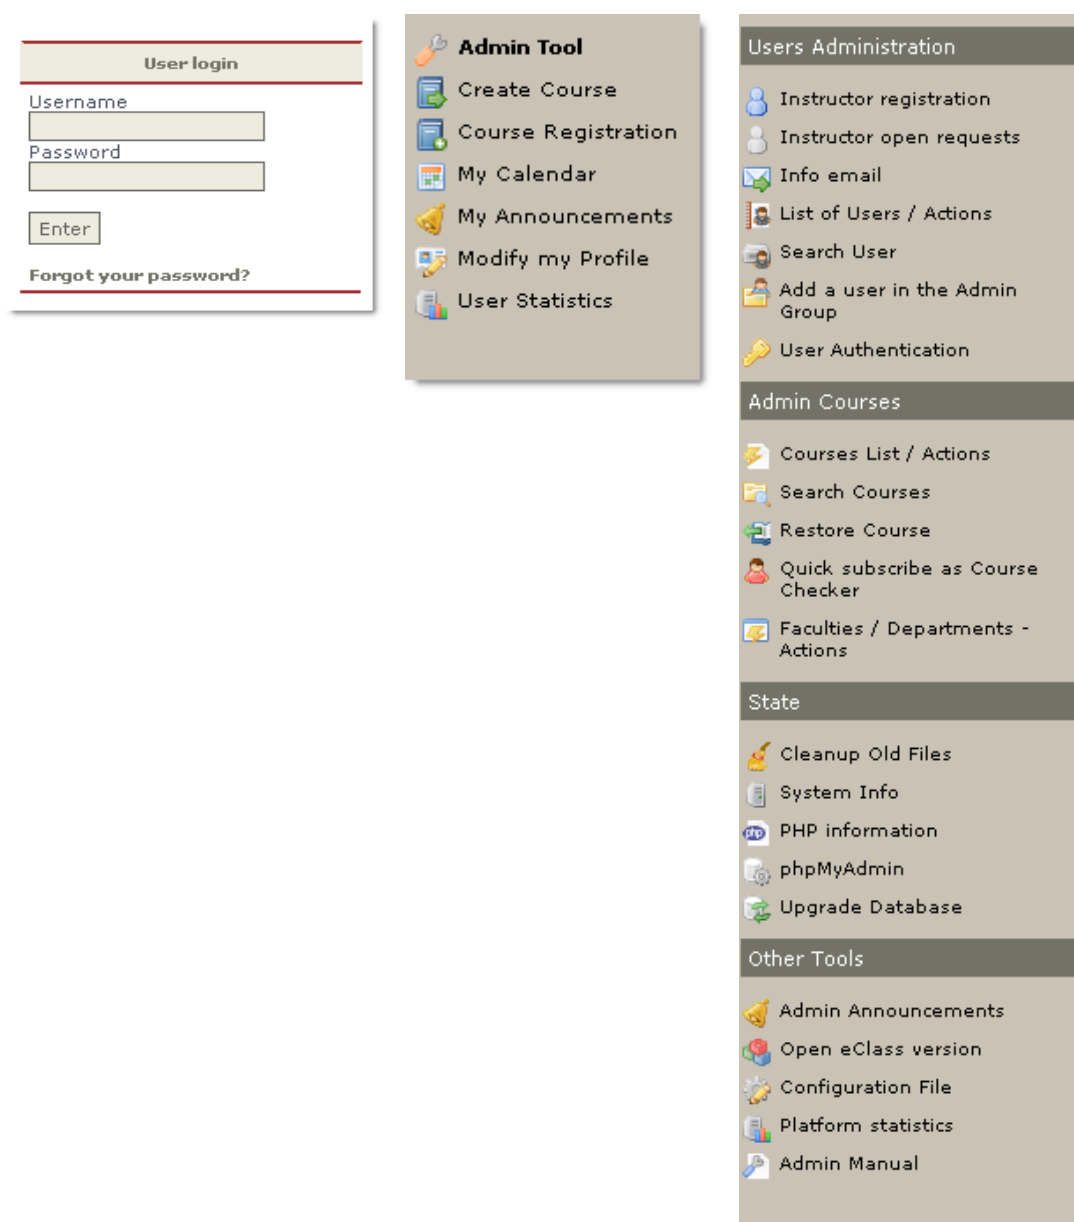 User login
Username
Password
Enter
Forgot your password?
Admin Tool
Create Course
Course Registration
My Calendar
My Announcements
Modify my Profile
User Statistics
Users Administration
Instructor registration
Instructor open requests
Info email
List of Users / Actions
Search User
Add a user in the Admin
Group
User Authentication
Admin Courses
Courses List / Actions
Search Courses
Restore Course
Quick subscribe as Course
Checker
Faculties / Departments -
Actions
State
Cleanup Old Files
System Info
php
PHP information
phpMyAdmin
Upgrade Database
Other Tools
Admin Announcements
Open eClass version
Configuration File
Platform statistics
Admin Manual